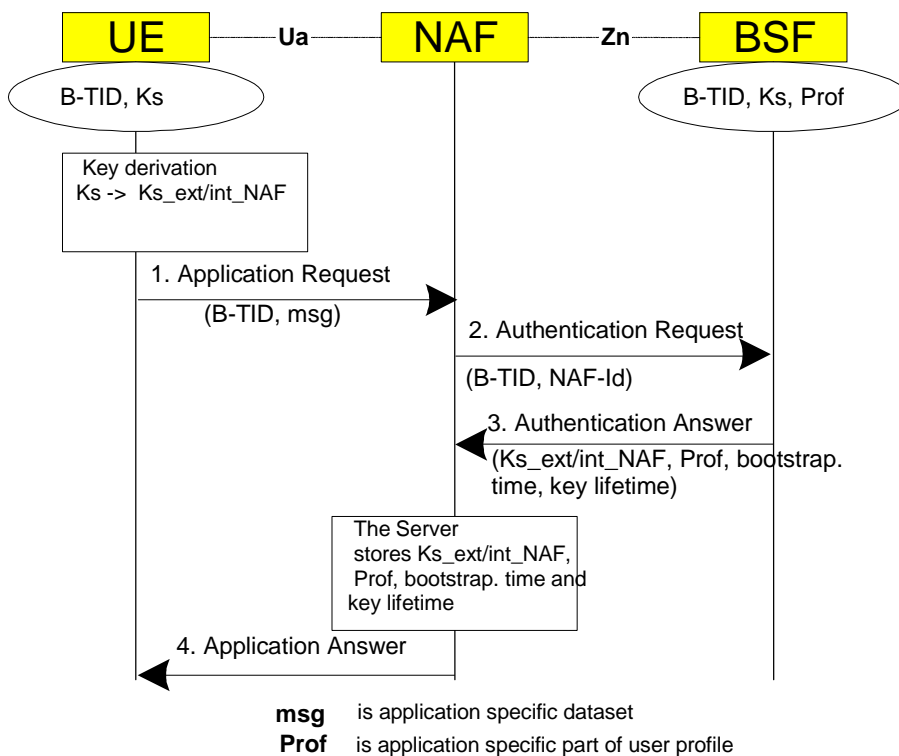 UE
Ua
NAF
Zn
BSF
B-TID, Ks
B-TID, Ks, Prof
Key derivation
Ks -> Ks_ext/int_NAF
1. Application Request
(B-TID, msg)
2. Authentication Request
(B-TID, NAF-Id)
3. Authentication Answer
(Ks_ext/int_NAF, Prof, bootstrap.
time, key lifetime)
The Server
stores Ks_ext/int_NAF,
Prof, bootstrap. time and
key lifetime
4. Application Answer
msg is application specific dataset
Prof is application specific part of user profile